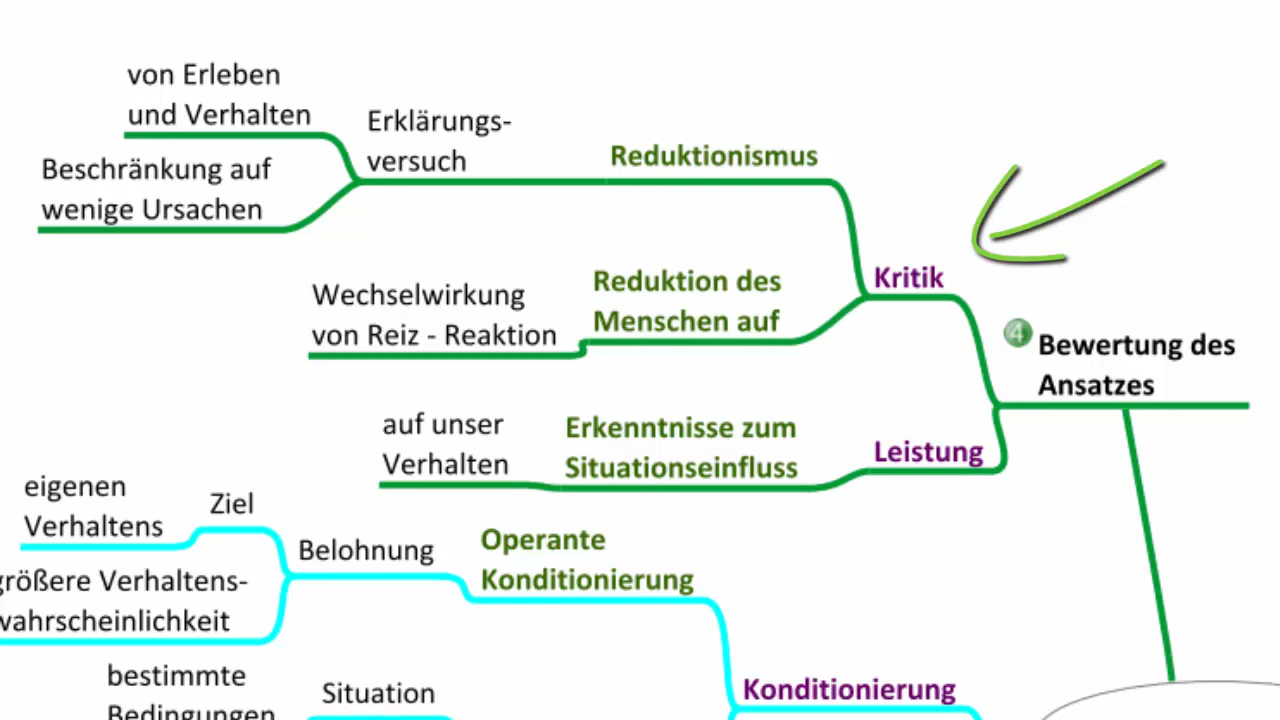 von Erleben
und Verhalten
Erklärungs-
versuch
Reduktionismus
Beschränkung auf
wenige Ursachen
Kritik
Reduktion des
Menschen auf
Wechselwirkung
von Reiz - Reaktion
4
Bewertung des
Ansatzes
auf unser
Verhalten
Erkenntnisse zum
Situationseinfluss
Leistung
eigenen
Verhaltens
Ziel
Belohnung
Operante
Konditionierung
größere Verhaltens-
wahrscheinlichkeit
bestimmte
Bedingungen
Situation
Konditionierung